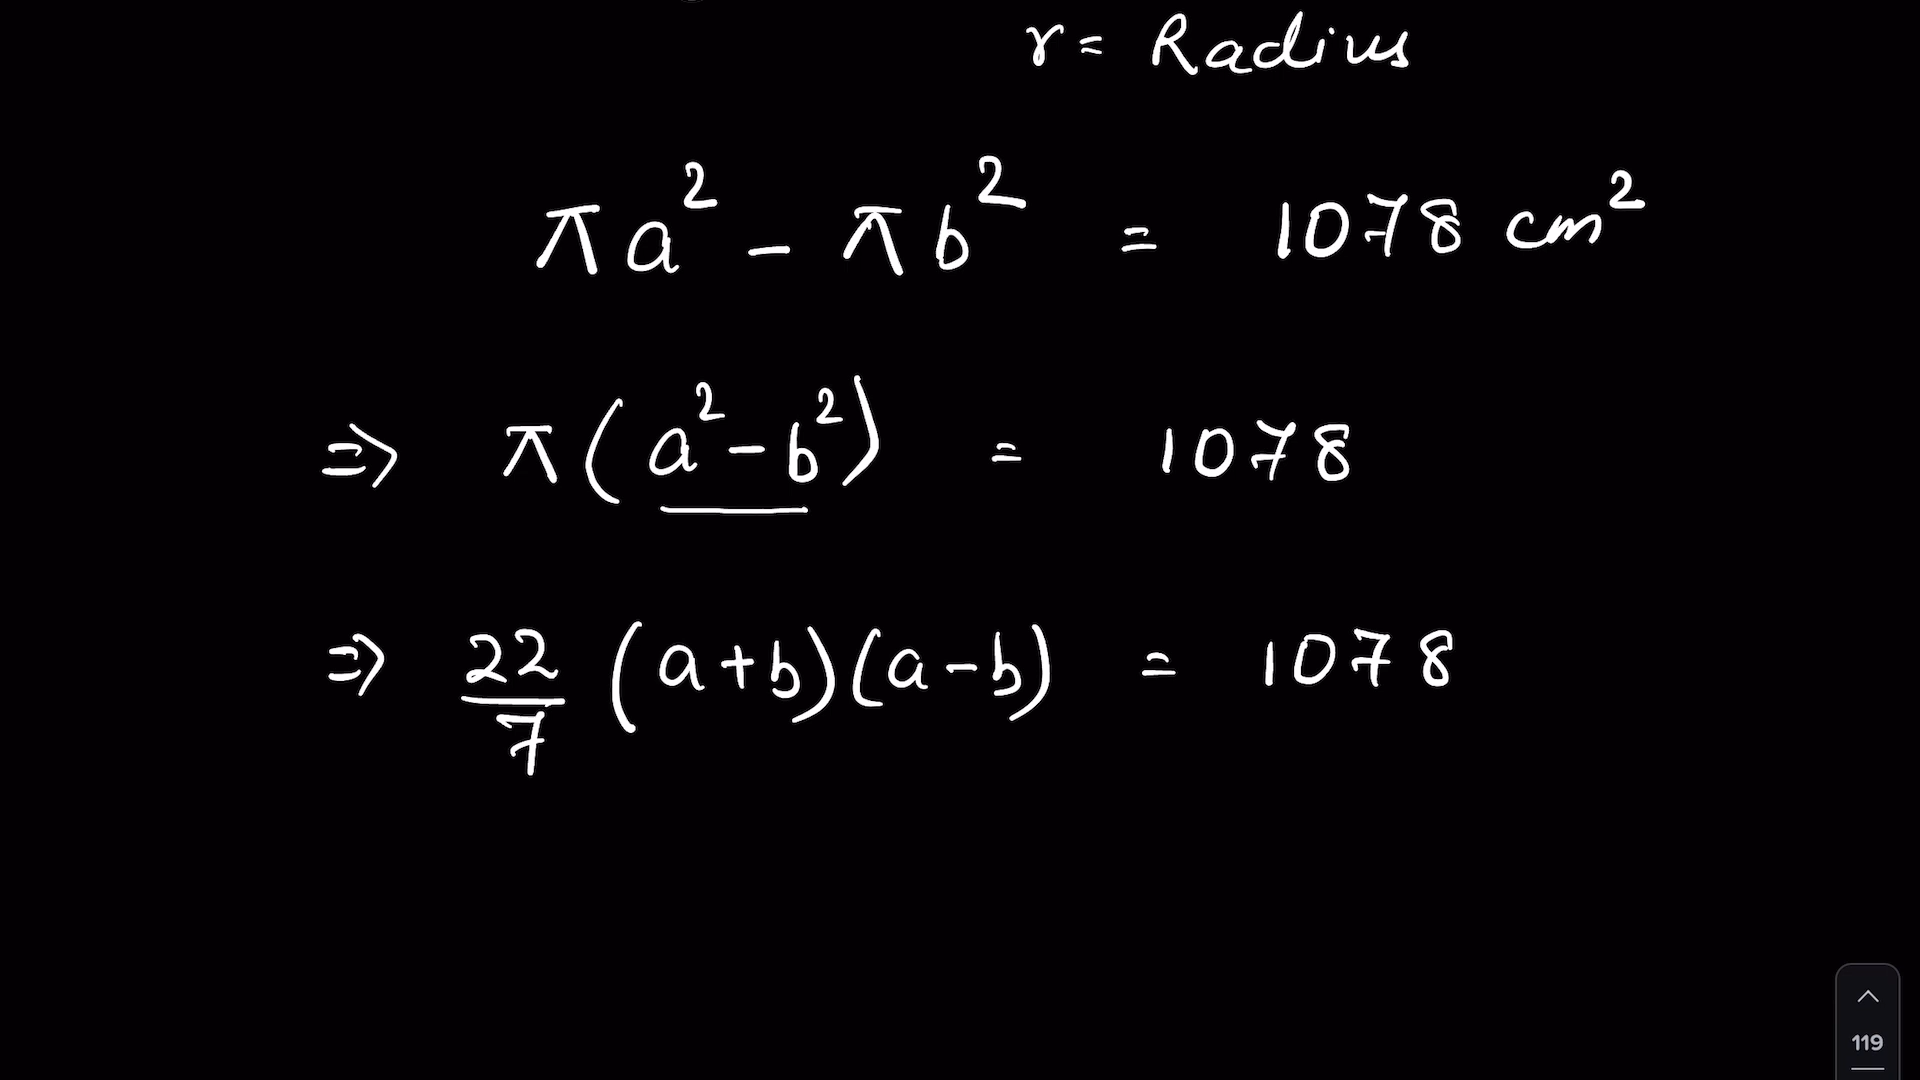 r = Radius
πa² - πb² = 1078 cm²
⇒ π(a²-b²) = 1078
⇒ 22/7 (a+b)(a-b) = 1078
119